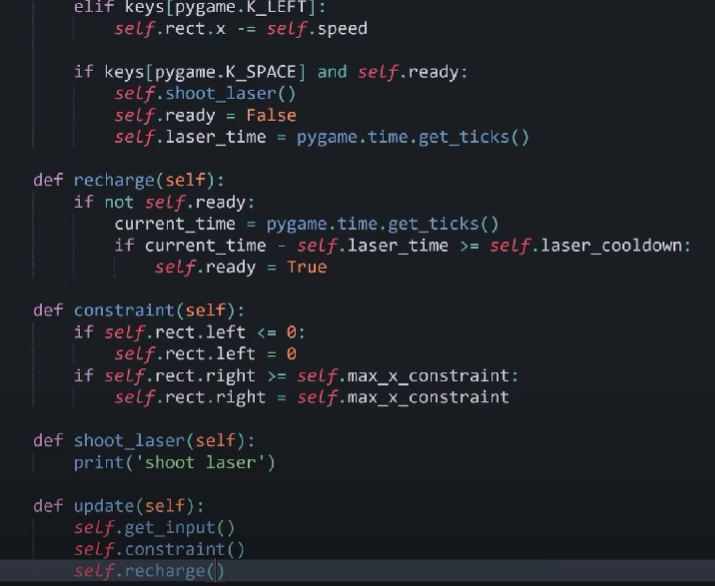 elif keys[pygame.K_LEFT]:
self.rect.x -= self.speed
if keys[pygame.K_SPACE] and self.ready:
self.shoot_laser()
self.ready = False
self.laser_time = pygame.time.get_ticks()
def recharge(self):
if not self.ready:
current_time = pygame.time.get_ticks()
if current_time - self.laser_time >= self.laser_cooldown:
self.ready = True
def constraint(self):
if self.rect.left <= 0:
self.rect.left = 0
if self.rect.right >= self.max_x_constraint:
self.rect.right = self.max_x_constraint
def shoot_laser(self):
print('shoot laser')
def update(self):
self.get_input()
self.constraint()
self.recharge()